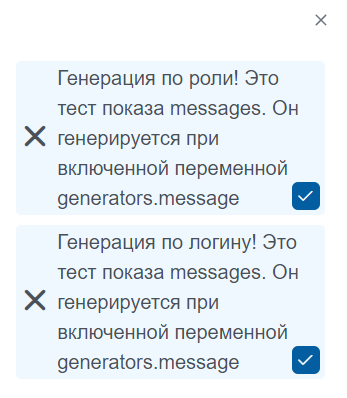 Генерация по роли! Это
тест показа messages. Он
генерируется при
включенной переменной
generators.message
Генерация по логину! Это
тест показа messages. Он
генерируется при
включенной переменной
generators.message